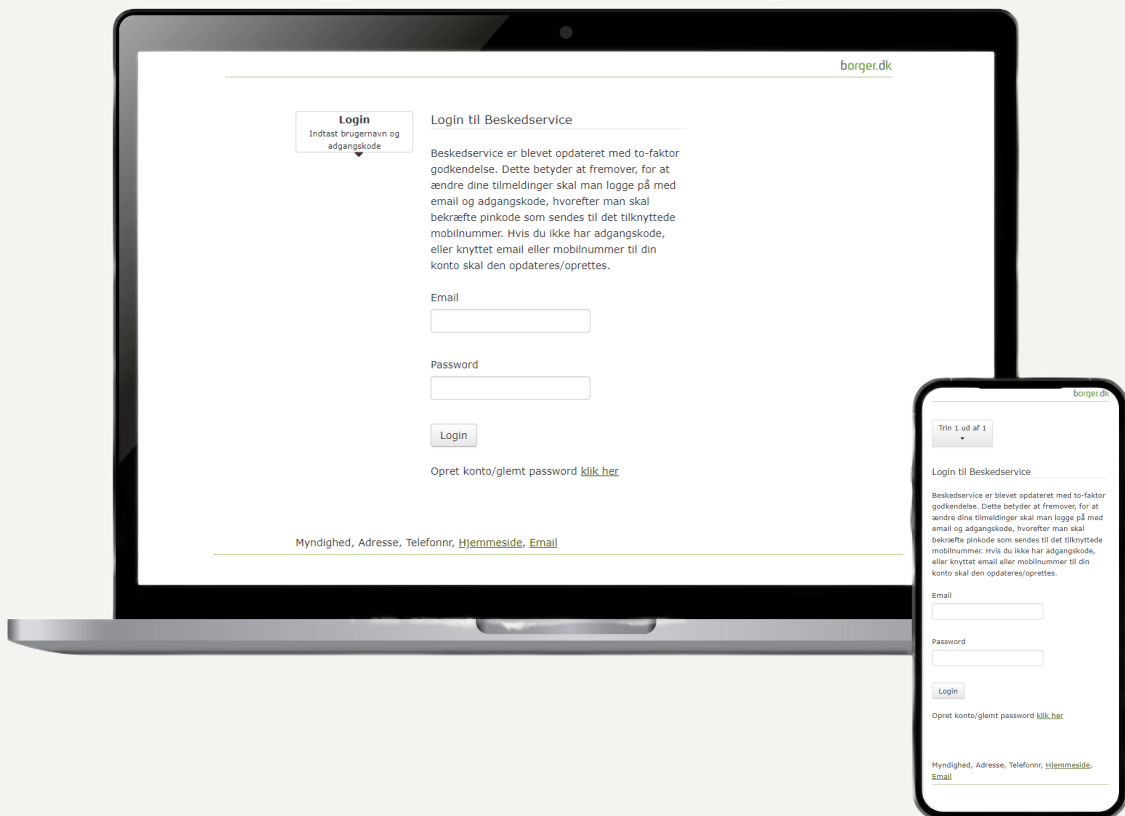 borger.dk
Login
Indtast brugernavn og
adgangskode
Login til Beskedservice
Beskedservice er blevet opdateret med to-faktor
godkendelse. Dette betyder at fremover, for at
ændre dine tilmeldinger skal man logge på med
email og adgangskode, hvorefter man skal
bekræfte pinkode som sendes til det tilknyttede
mobilnummer. Hvis du ikke har adgangskode,
eller knyttet email eller mobilnummer til din
konto skal den opdateres/oprettes.
Email
Password
Login
Opret konto/glemt password klik her
Myndighed, Adresse, Telefonnr, Hjemmeside, Email
borger.dk
Trin 1 ud af 1
Login til Beskedservice
Beskedservice er blevet opdateret med to-faktor
godkendelse. Dette betyder at fremover, for at
ændre dine tilmeldinger skal man logge på med
email og adgangskode, hvorefter man skal
bekræfte pinkode som sendes til det tilknyttede
mobilnummer. Hvis du ikke har adgangskode,
eller knyttet email eller mobilnummer til din
konto skal den opdateres/oprettes.
Email
Password
Login
Opret konto/glemt password klik her
Myndighed, Adresse, Telefonnr, Hjemmeside,
Email